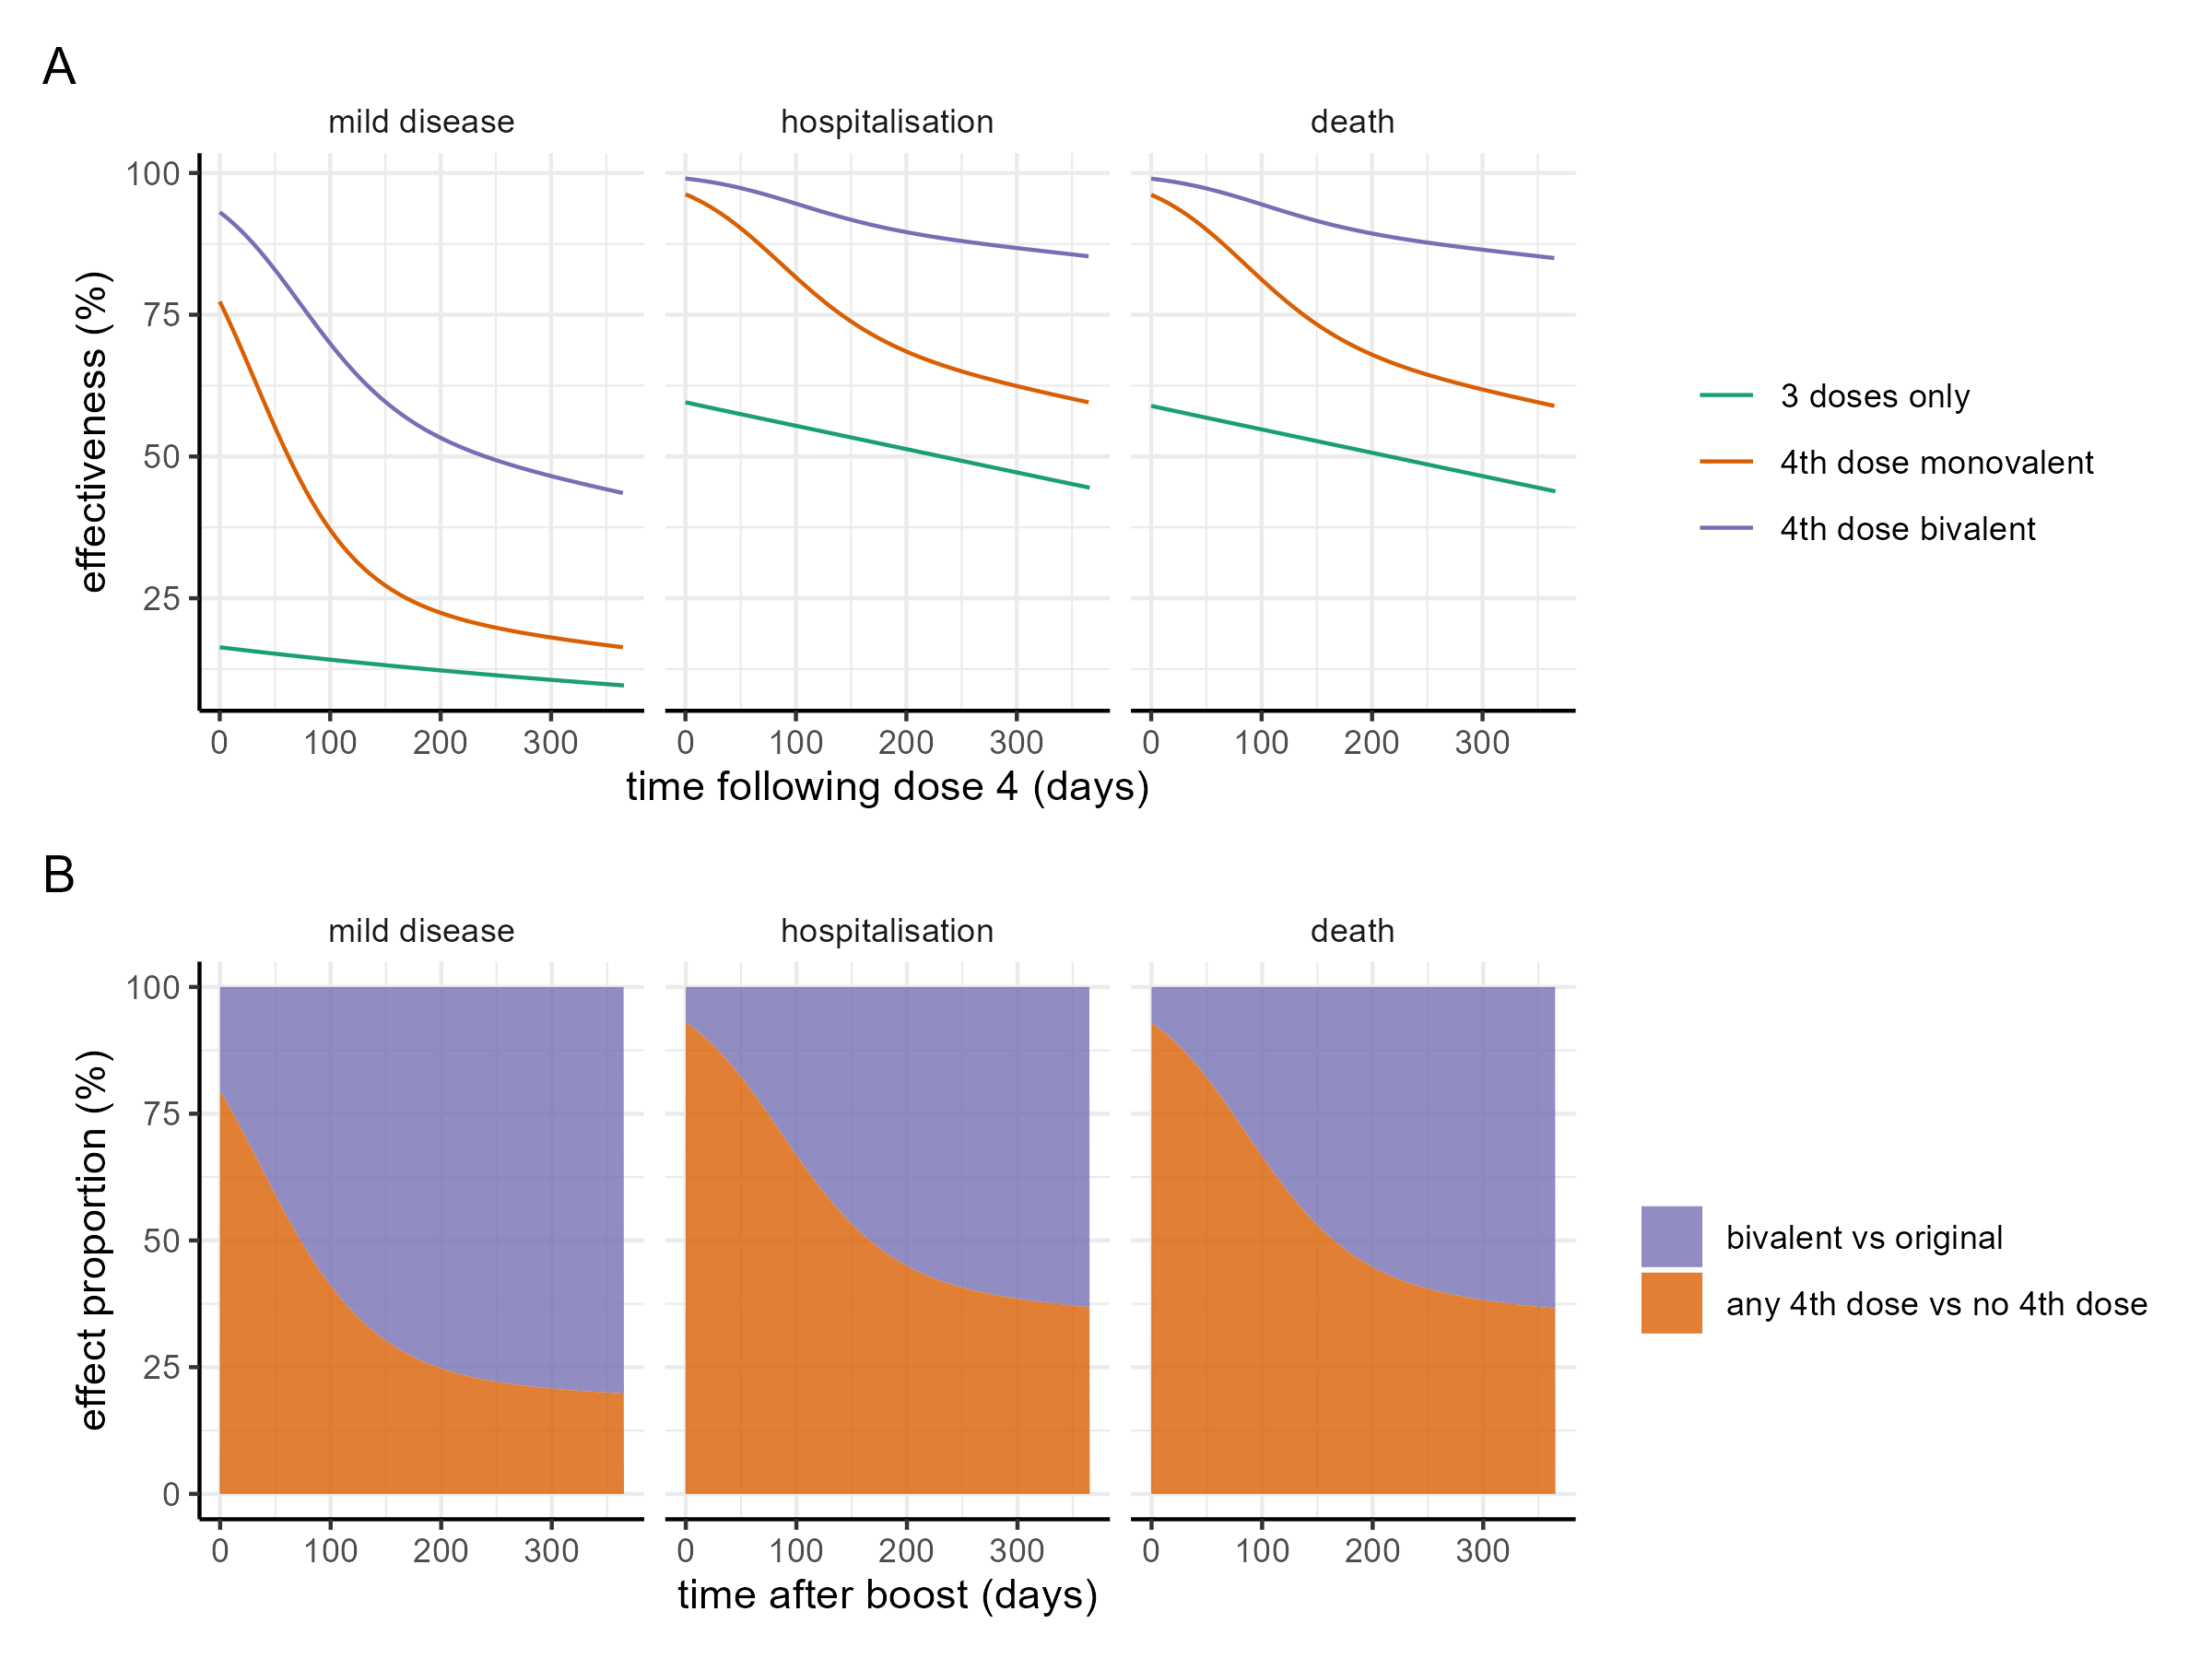 A
mild disease hospitalisation death
100
75
50
25
effectiveness (%)
0 100 200 300 0 100 200 300 0 100 200 300
time following dose 4 (days)
3 doses only
4th dose monovalent
4th dose bivalent
B
mild disease hospitalisation death
100
75
50
25
0
effect proportion (%)
0 100 200 300 0 100 200 300 0 100 200 300
time after boost (days)
bivalent vs original
any 4th dose vs no 4th dose